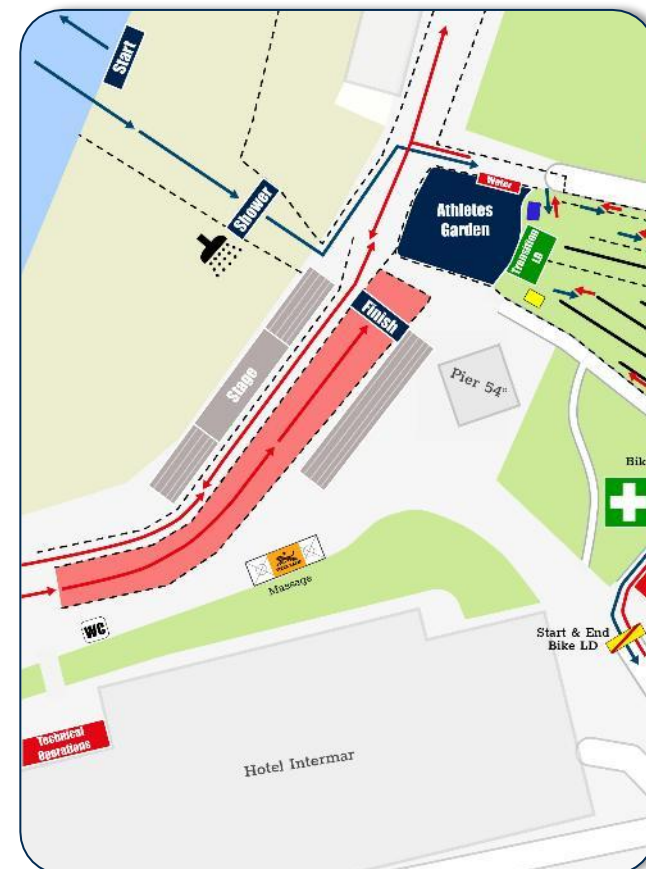 Start
Shower
Water
Athletes
Garden
Transition
LD
Finish
Stage
Pier 54"
Bik
Massage
WC
Start & End
Bike LD
Technical
Operations
Hotel Intermar